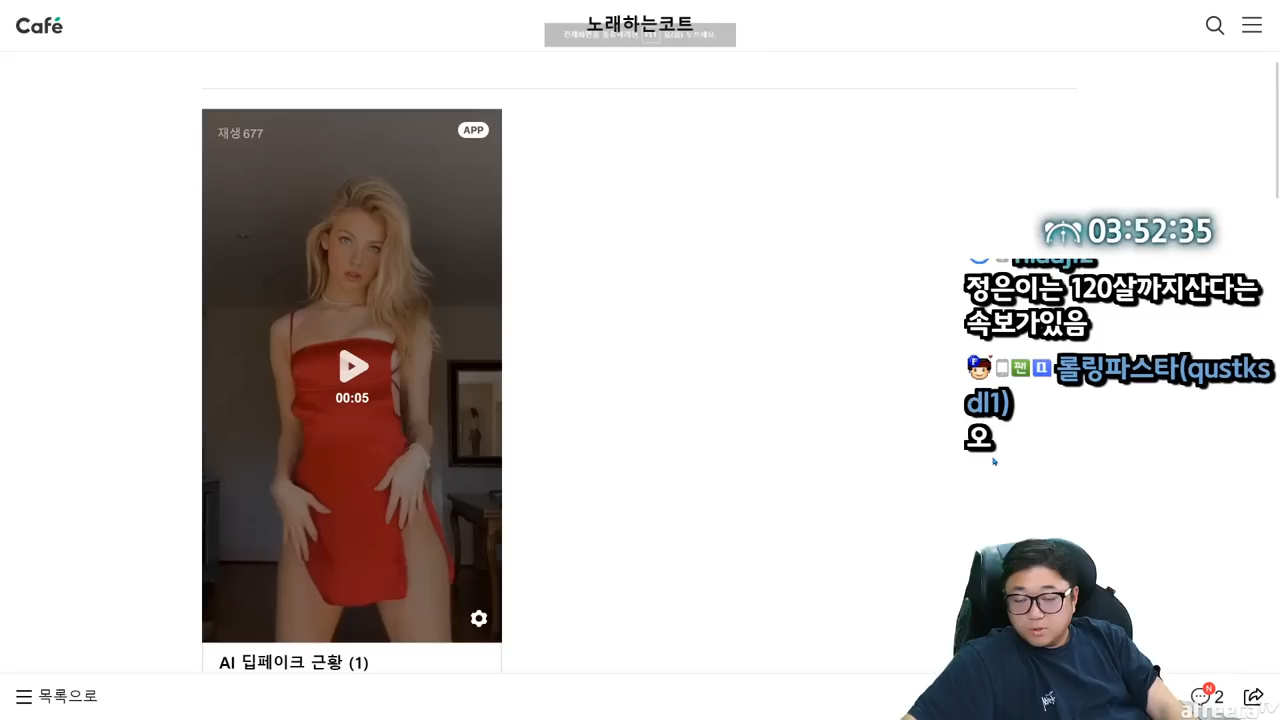 Café
노래하는코트
재생 677
APP
00:05
AI 딥페이크 근황 (1)
03:52:35
정은이는 120살까지산다는
속보가있음
팬
롤링파스타(qustks
dl1)
오
목록으로
N
2
afreecaTV